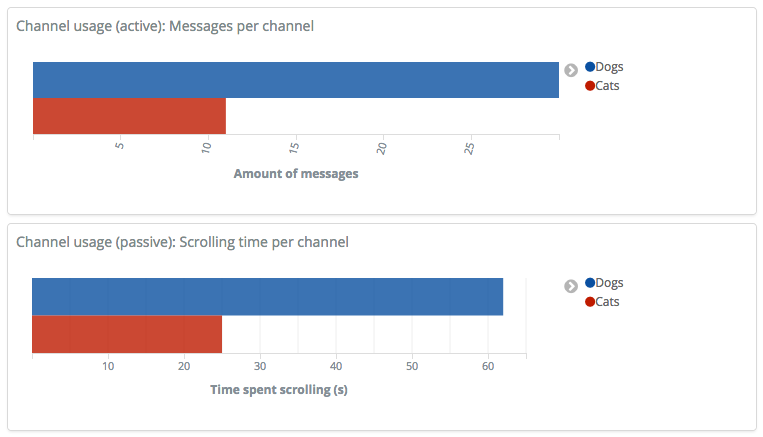 Channel usage (active): Messages per channel
Dogs
Cats
5 10 15 20 25
Amount of messages
Channel usage (passive): Scrolling time per channel
Dogs
Cats
10 20 30 40 50 60
Time spent scrolling (s)